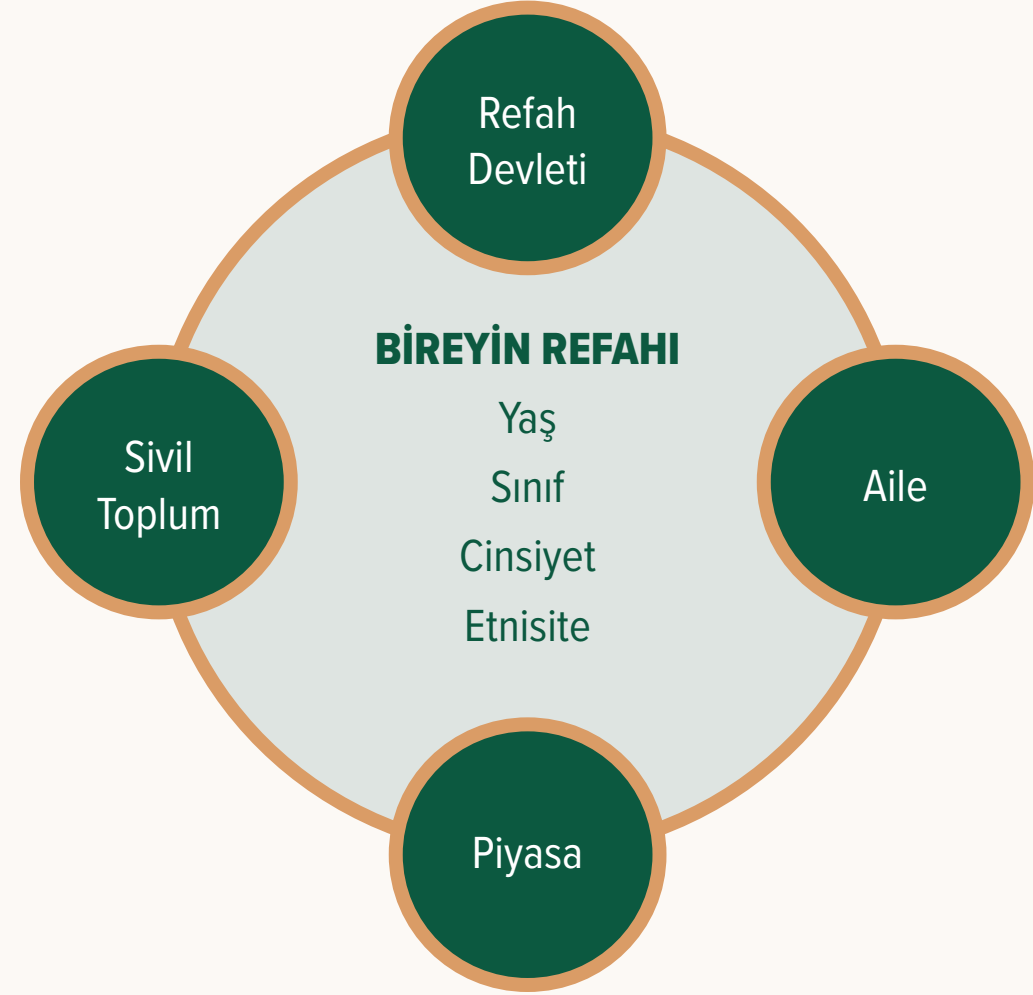 Refah
Devleti
BİREYİN REFAHI
Yaş
Sınıf
Cinsiyet
Etnisite
Sivil
Toplum
Aile
Piyasa